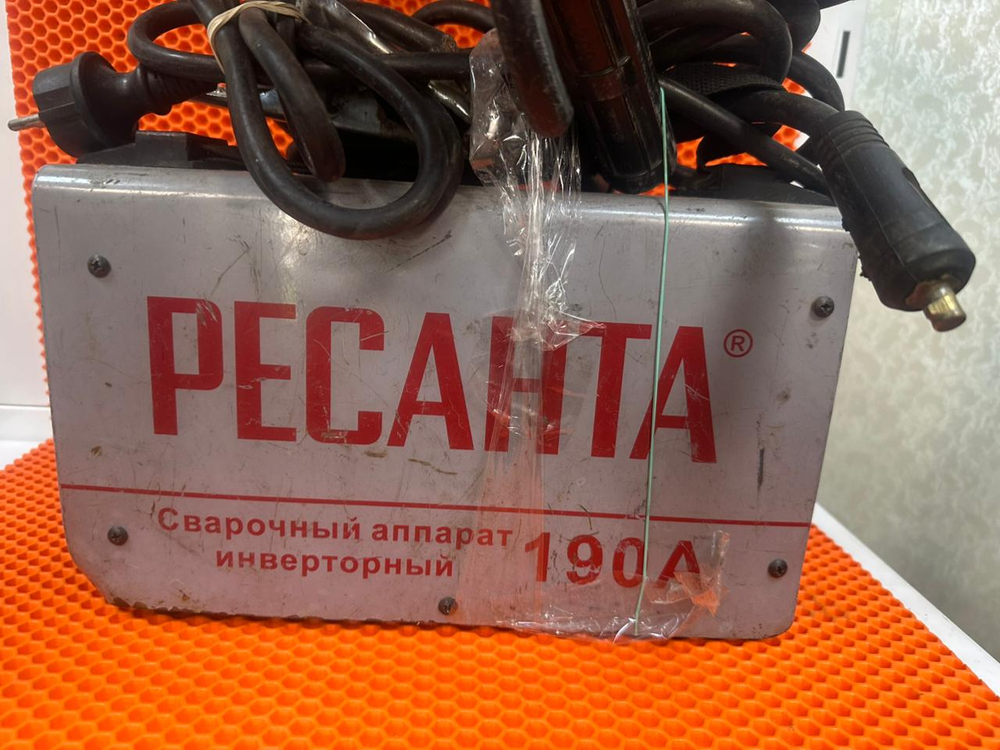 РЕСАНТА®
Сварочный аппарат
инверторный 190А